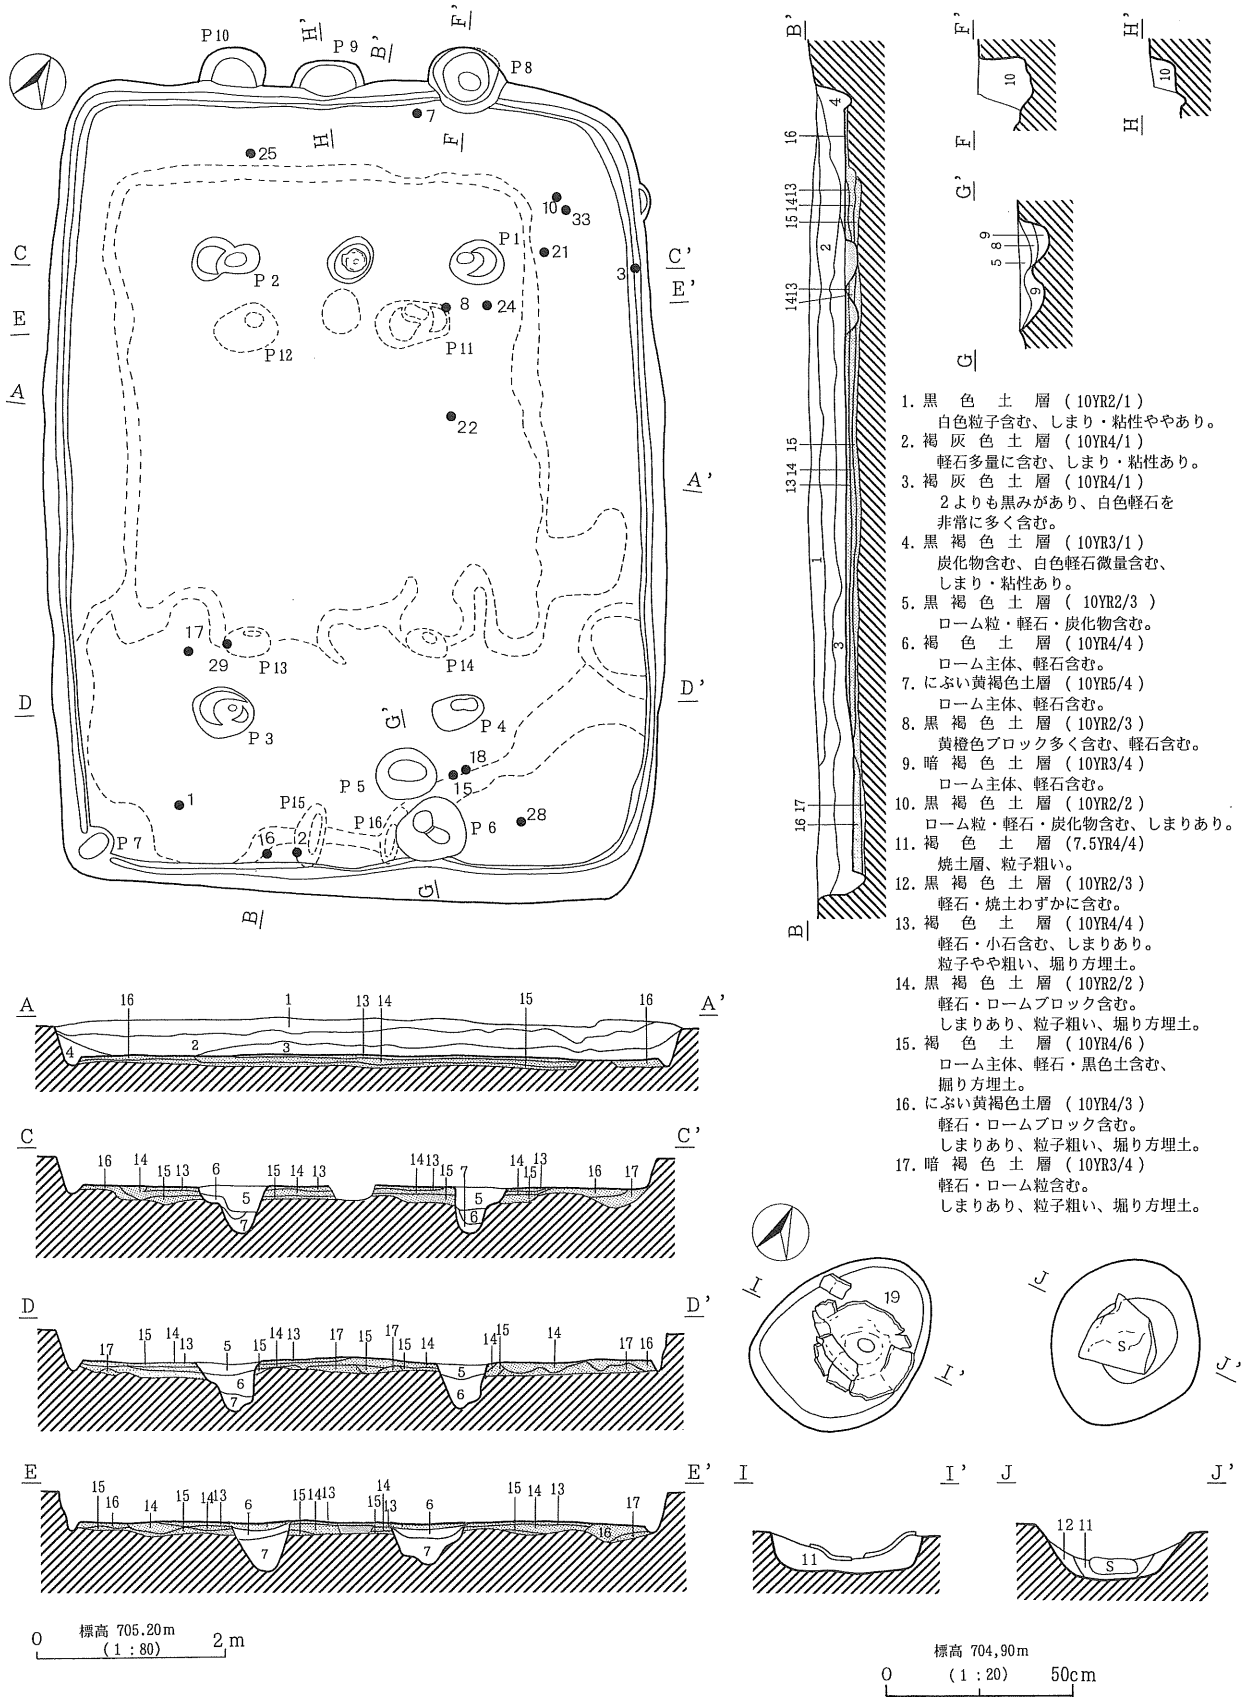 P10
H'
P9
B'
F'
P8
7
H
F
25
10
33
P1
21
C
C'
3
P2
E'
8
24
E
P12
P11
A
22
A'
17
29
P13
P14
D
D'
G'
P3
P4
18
P5
15
1
P15
P16
P6
28
P7
16
12
G
B
B'
4
16
13
14
15
2
13
14
15
14
13
1
3
17
16
B
F'
10
F
H'
10
H
G'
9
8
5
9
G
1. 黒色土層 (10YR2/1)
白色粒子含む、しまり・粘性ややあり。
2. 褐灰色土層 (10YR4/1)
軽石多量に含む、しまり・粘性あり。
3. 褐灰色土層 (10YR4/1)
２よりも黒みがあり、白色軽石を
非常に多く含む。
4. 黒褐色土層 (10YR3/1)
炭化物含む、白色軽石微量含む、
しまり・粘性あり。
5. 黒褐色土層 ( 10YR2/3 )
ローム粒・軽石・炭化物含む。
6. 褐色土層 (10YR4/4)
ローム主体、軽石含む。
7. にぶい黄褐色土層 (10YR5/4)
ローム主体、軽石含む。
8. 黒褐色土層 (10YR2/3)
黄橙色ブロック多く含む、軽石含む。
9. 暗褐色土層 (10YR3/4)
ローム主体、軽石含む。
10. 黒褐色土層 (10YR2/2)
ローム粒・軽石・炭化物含む、しまりあり。
11. 褐色土層 (7.5YR4/4)
焼土層、粒子粗い。
12. 黒褐色土層 (10YR2/3)
軽石・焼土わずかに含む。
13. 褐色土層 (10YR4/4)
軽石・小石含む、しまりあり。
粒子やや粗い、堀り方埋土。
14. 黒褐色土層 (10YR2/2)
軽石・ロームブロック含む。
しまりあり、粒子粗い、堀り方埋土。
15. 褐色土層 (10YR4/6)
ローム主体、軽石・黒色土含む、
掘り方埋土。
16. にぶい黄褐色土層 (10YR4/3)
軽石・ロームブロック含む。
しまりあり、粒子粗い、堀り方埋土。
17. 暗褐色土層 (10YR3/4)
軽石・ローム粒含む。
しまりあり、粒子粗い、堀り方埋土。
A
16 1 13 14 15 16
A'
4 2 3
C
C'
16 14 15 13 6 15 14 13 14 13 15 7 14 15 13 16 17
5 5
7 6
D
D'
17 15 14 13 5 15 14 13 17 15 17 15 14 14 15 14 17 16
6 5
7 6
E
E'
15 16 14 15 14 13 6 15 14 13 15 14 13 6 15 14 13 17
7 7 16
I
19
I'
J
S
J'
I
I'
11
J
J'
12 11
S
標高 705.20m
0 (1：80) 2m
標高 704,90m
0 (1：20) 50cm